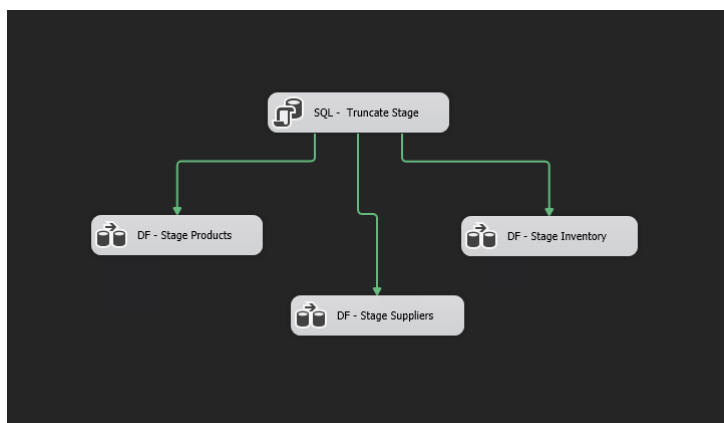 SQL -  Truncate Stage
DF - Stage Products
DF - Stage Inventory
DF - Stage Suppliers